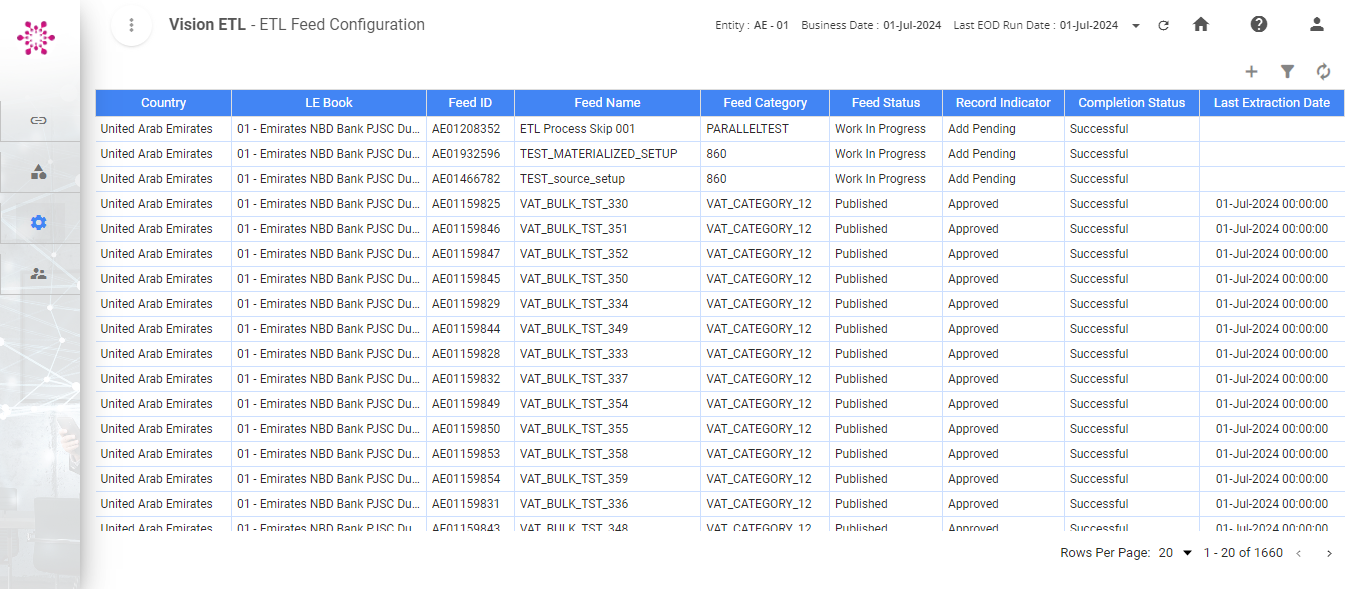 Vision ETL - ETL Feed Configuration
Entity : AE - 01 Business Date : 01-Jul-2024 Last EOD Run Date : 01-Jul-2024
Country LE Book Feed ID Feed Name Feed Category Feed Status Record Indicator Completion Status Last Extraction Date
United Arab Emirates 01 - Emirates NBD Bank PJSC Du... AE01208352 ETL Process Skip 001 PARALLELTEST Work In Progress Add Pending Successful
United Arab Emirates 01 - Emirates NBD Bank PJSC Du... AE01932596 TEST_MATERIALIZED_SETUP 860 Work In Progress Add Pending Successful
United Arab Emirates 01 - Emirates NBD Bank PJSC Du... AE01466782 TEST_source_setup 860 Work In Progress Add Pending Successful
United Arab Emirates 01 - Emirates NBD Bank PJSC Du... AE01159825 VAT_BULK_TST_330 VAT_CATEGORY_12 Published Approved Successful 01-Jul-2024 00:00:00
United Arab Emirates 01 - Emirates NBD Bank PJSC Du... AE01159846 VAT_BULK_TST_351 VAT_CATEGORY_12 Published Approved Successful 01-Jul-2024 00:00:00
United Arab Emirates 01 - Emirates NBD Bank PJSC Du... AE01159847 VAT_BULK_TST_352 VAT_CATEGORY_12 Published Approved Successful 01-Jul-2024 00:00:00
United Arab Emirates 01 - Emirates NBD Bank PJSC Du... AE01159845 VAT_BULK_TST_350 VAT_CATEGORY_12 Published Approved Successful 01-Jul-2024 00:00:00
United Arab Emirates 01 - Emirates NBD Bank PJSC Du... AE01159829 VAT_BULK_TST_334 VAT_CATEGORY_12 Published Approved Successful 01-Jul-2024 00:00:00
United Arab Emirates 01 - Emirates NBD Bank PJSC Du... AE01159844 VAT_BULK_TST_349 VAT_CATEGORY_12 Published Approved Successful 01-Jul-2024 00:00:00
United Arab Emirates 01 - Emirates NBD Bank PJSC Du... AE01159828 VAT_BULK_TST_333 VAT_CATEGORY_12 Published Approved Successful 01-Jul-2024 00:00:00
United Arab Emirates 01 - Emirates NBD Bank PJSC Du... AE01159832 VAT_BULK_TST_337 VAT_CATEGORY_12 Published Approved Successful 01-Jul-2024 00:00:00
United Arab Emirates 01 - Emirates NBD Bank PJSC Du... AE01159849 VAT_BULK_TST_354 VAT_CATEGORY_12 Published Approved Successful 01-Jul-2024 00:00:00
United Arab Emirates 01 - Emirates NBD Bank PJSC Du... AE01159850 VAT_BULK_TST_355 VAT_CATEGORY_12 Published Approved Successful 01-Jul-2024 00:00:00
United Arab Emirates 01 - Emirates NBD Bank PJSC Du... AE01159853 VAT_BULK_TST_358 VAT_CATEGORY_12 Published Approved Successful 01-Jul-2024 00:00:00
United Arab Emirates 01 - Emirates NBD Bank PJSC Du... AE01159854 VAT_BULK_TST_359 VAT_CATEGORY_12 Published Approved Successful 01-Jul-2024 00:00:00
United Arab Emirates 01 - Emirates NBD Bank PJSC Du... AE01159831 VAT_BULK_TST_336 VAT_CATEGORY_12 Published Approved Successful 01-Jul-2024 00:00:00
United Arab Emirates 01 - Emirates NBD Bank PJSC Du... AE01159843 VAT_BULK_TST_348 VAT_CATEGORY_12 Published Approved Successful 01-Jul-2024 00:00:00
Rows Per Page: 20 1 - 20 of 1660